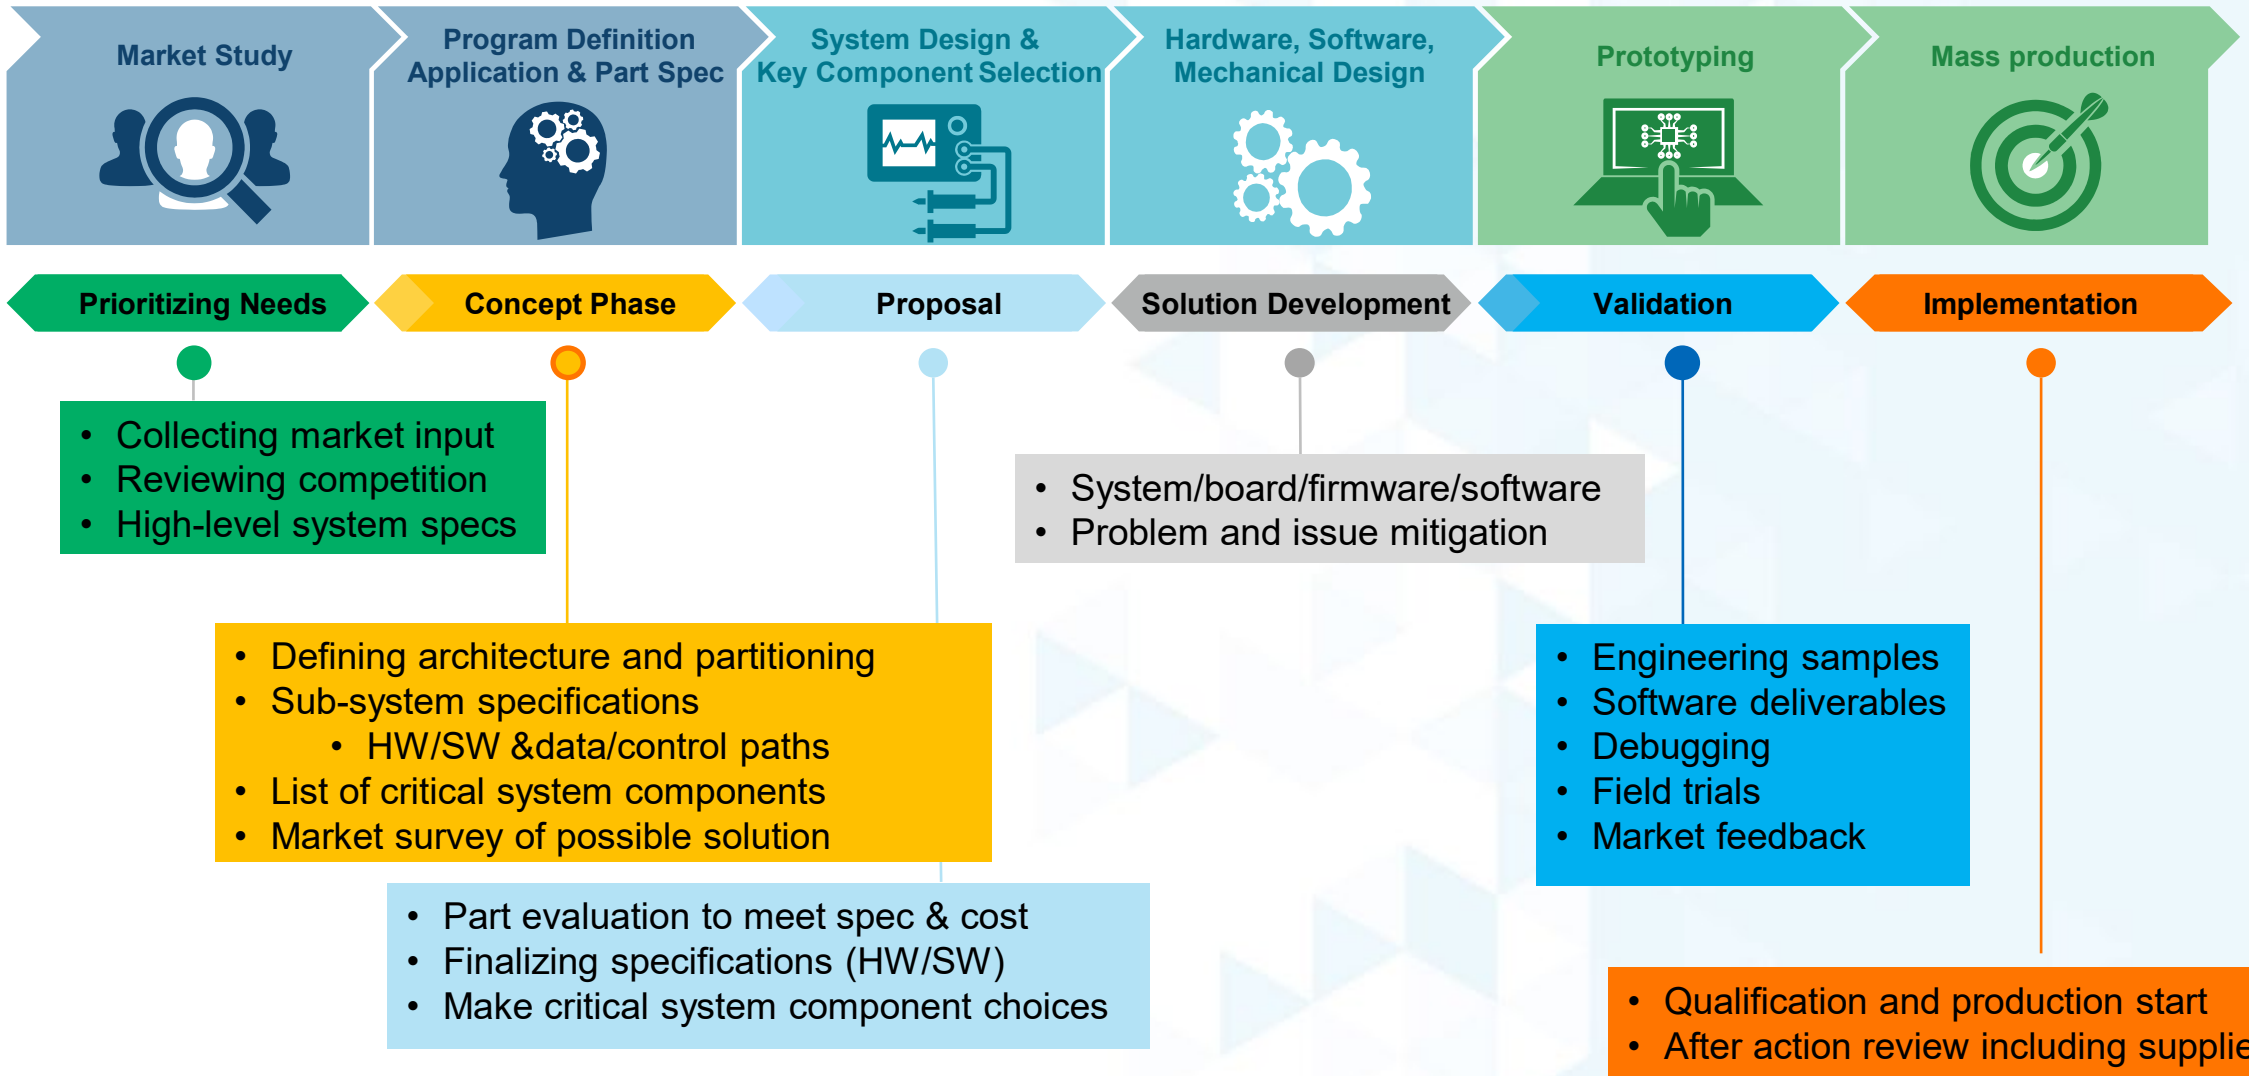 Market Study
Program Definition
Application & Part Spec
System Design &
Key Component Selection
Hardware, Software,
Mechanical Design
Prototyping
Mass production
Prioritizing Needs
Concept Phase
Proposal
Solution Development
Validation
Implementation
• Collecting market input
• Reviewing competition
• High-level system specs
• System/board/firmware/software
• Problem and issue mitigation
• Defining architecture and partitioning
• Sub-system specifications
• HW/SW &data/control paths
• List of critical system components
• Market survey of possible solution
• Engineering samples
• Software deliverables
• Debugging
• Field trials
• Market feedback
• Part evaluation to meet spec & cost
• Finalizing specifications (HW/SW)
• Make critical system component choices
• Qualification and production start
• After action review including